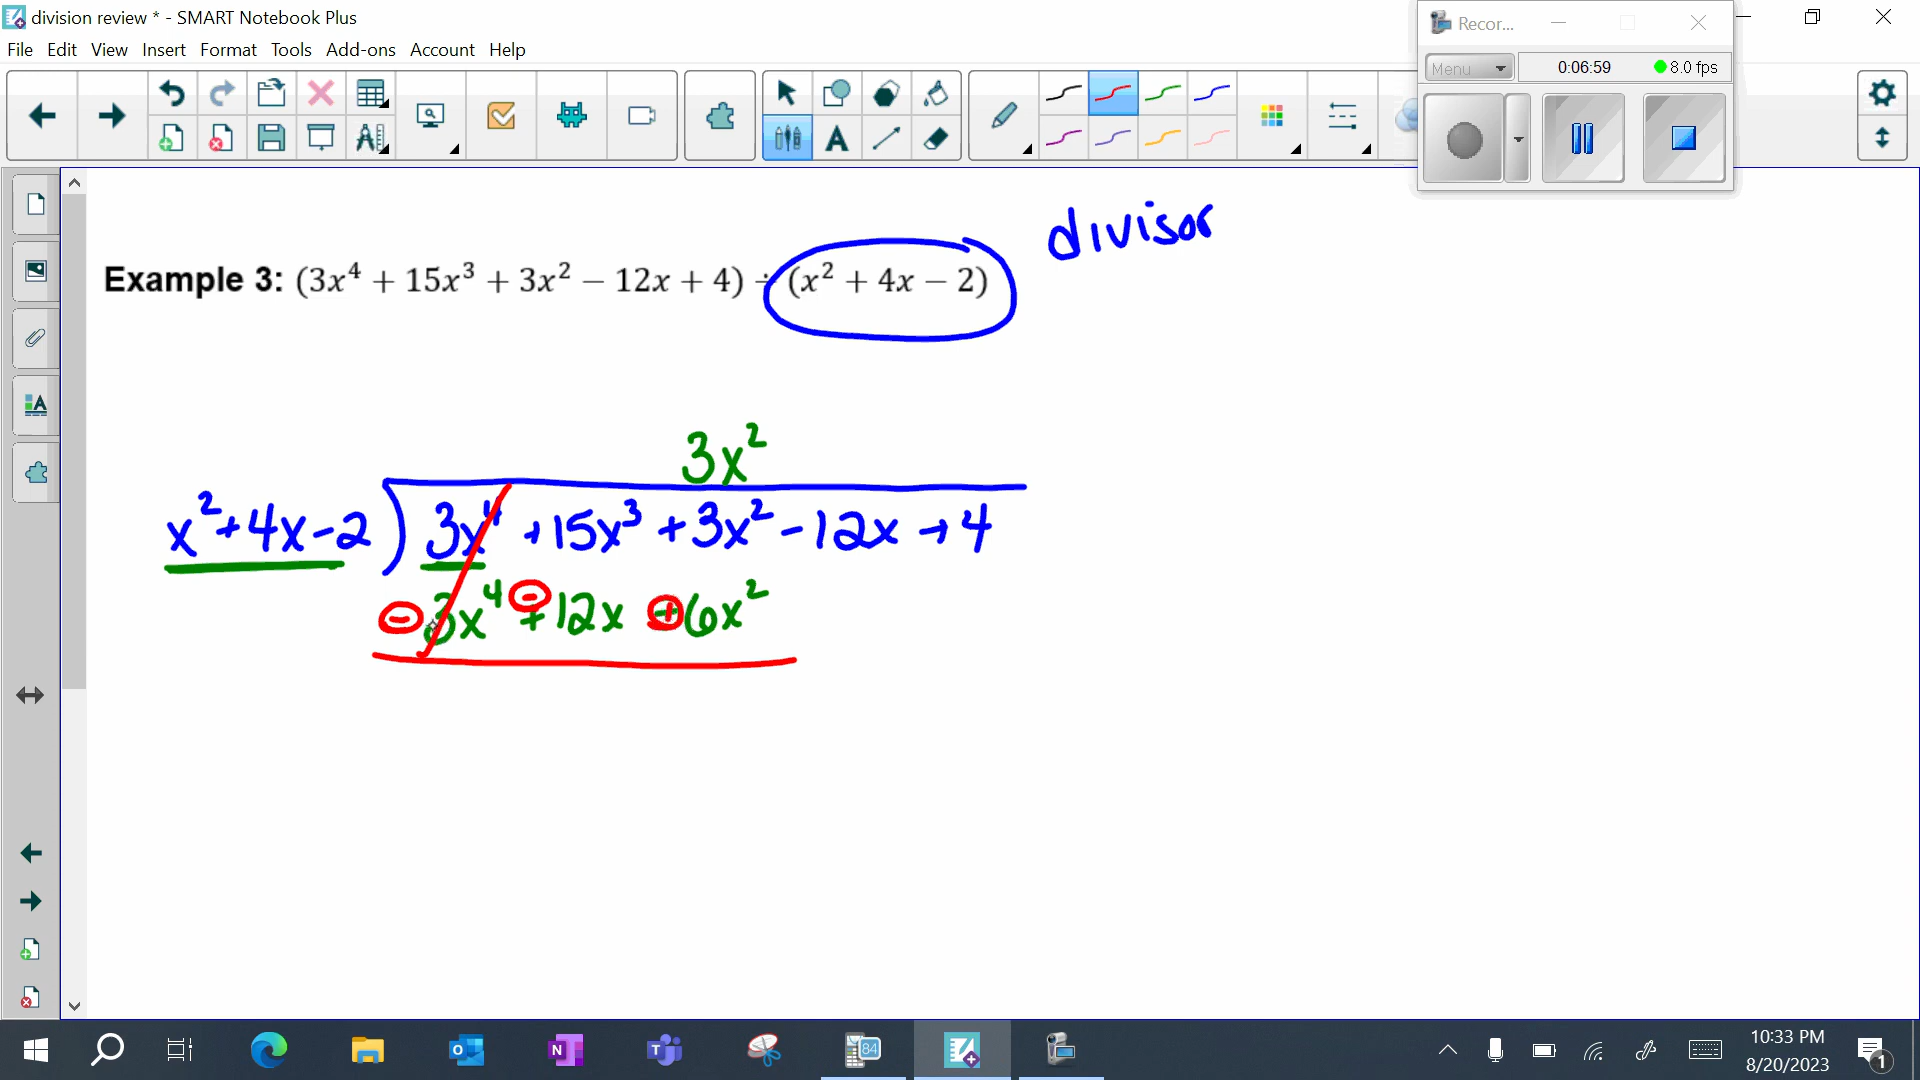 division review * - SMART Notebook Plus
File Edit View Insert Format Tools Add-ons Account Help
Recor...
Menu
0:06:59
8.0 fps
divisor
Example 3: (3x⁴ + 15x³ + 3x² − 12x + 4) ÷ (x² + 4x − 2)
3x²
x²+4x-2 ) 3x⁴ +15x³ +3x² -12x +4
- 3x⁴ - + 12x + 6x²
84
10:33 PM
8/20/2023
1